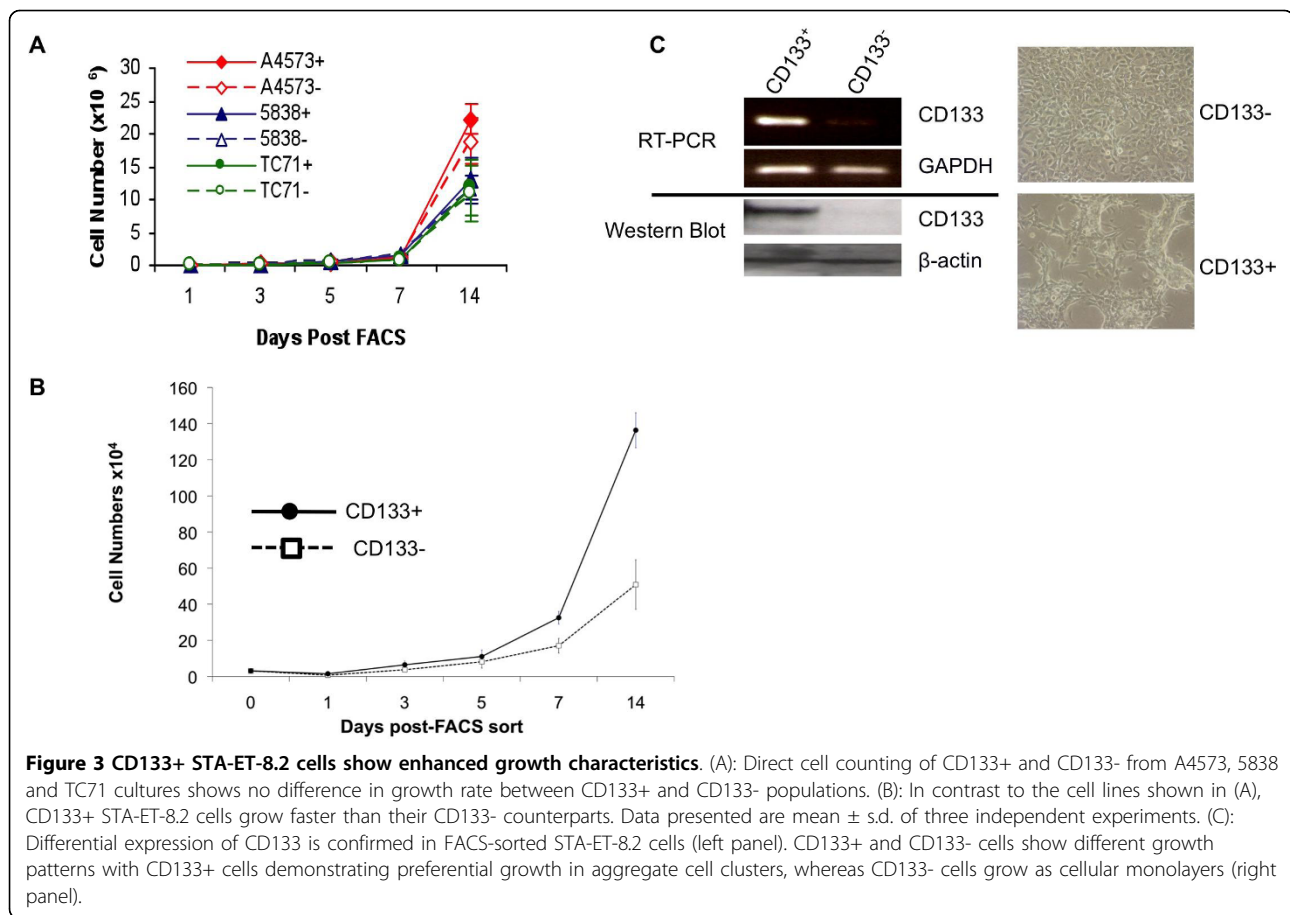 A
Cell Number (x10 6)
30
25
20
15
10
5
0
A4573+
A4573-
5838+
5838-
TC71+
TC71-
1 3 5 7 14
Days Post FACS
C
CD133+ CD133-
RT-PCR
CD133
GAPDH
Western Blot
CD133
β-actin
CD133-
CD133+
B
Cell Numbers x10⁴
160
140
120
100
80
60
40
20
0
CD133+
CD133-
0 1 3 5 7 14
Days post-FACS sort
Figure 3 CD133+ STA-ET-8.2 cells show enhanced growth characteristics. (A): Direct cell counting of CD133+ and CD133- from A4573, 5838
and TC71 cultures shows no difference in growth rate between CD133+ and CD133- populations. (B): In contrast to the cell lines shown in (A),
CD133+ STA-ET-8.2 cells grow faster than their CD133- counterparts. Data presented are mean ± s.d. of three independent experiments. (C):
Differential expression of CD133 is confirmed in FACS-sorted STA-ET-8.2 cells (left panel). CD133+ and CD133- cells show different growth
patterns with CD133+ cells demonstrating preferential growth in aggregate cell clusters, whereas CD133- cells grow as cellular monolayers (right
panel).